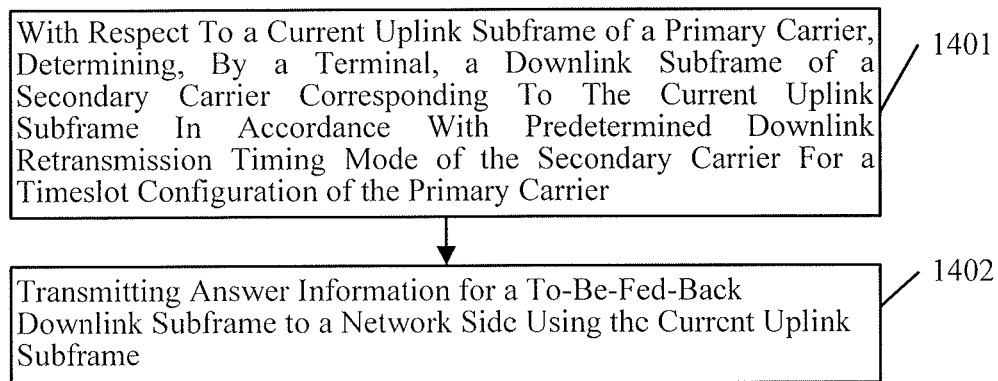 With Respect To a Current Uplink Subframe of a Primary Carrier,
Determining, By a Terminal, a Downlink Subframe of a
Secondary Carrier Corresponding To The Current Uplink
Subframe In Accordance With Predetermined Downlink
Retransmission Timing Mode of the Secondary Carrier For a
Timeslot Configuration of the Primary Carrier
1401
Transmitting Answer Information for a To-Be-Fed-Back
Downlink Subframe to a Network Side Using the Current Uplink
Subframe
1402